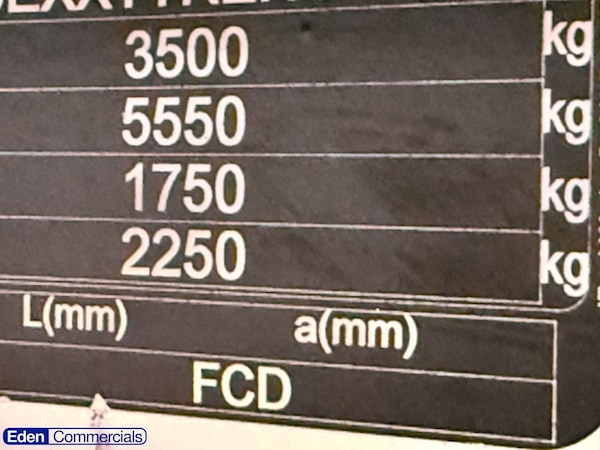 3500 kg
5550 kg
1750 kg
2250 kg
L(mm) a(mm)
FCD
Eden Commercials